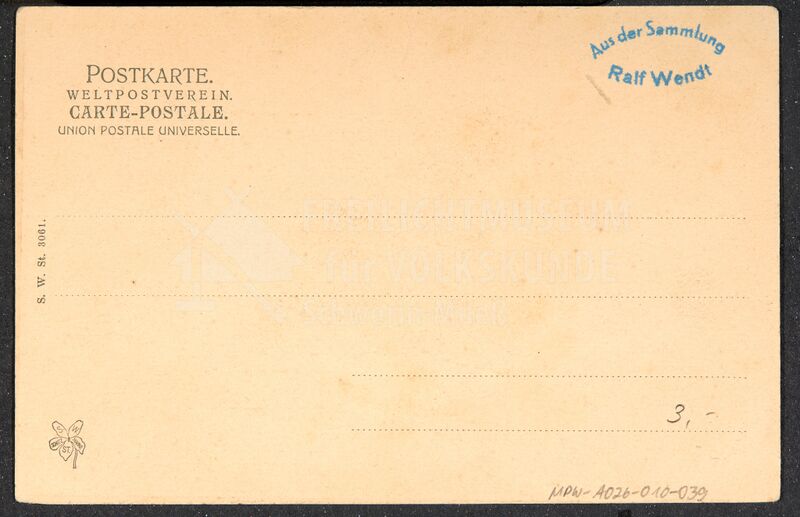 POSTKARTE.
WELTPOSTVEREIN.
CARTE-POSTALE.
UNION POSTALE UNIVERSELLE.
Aus der Sammlung
Ralf Wendt
FREILICHTMUSEUM
für VOLKSKUNDE
Schwerin-Mueß
S. W. St. 3061.
S W
ST.
3,-
MPW-A026-010-039